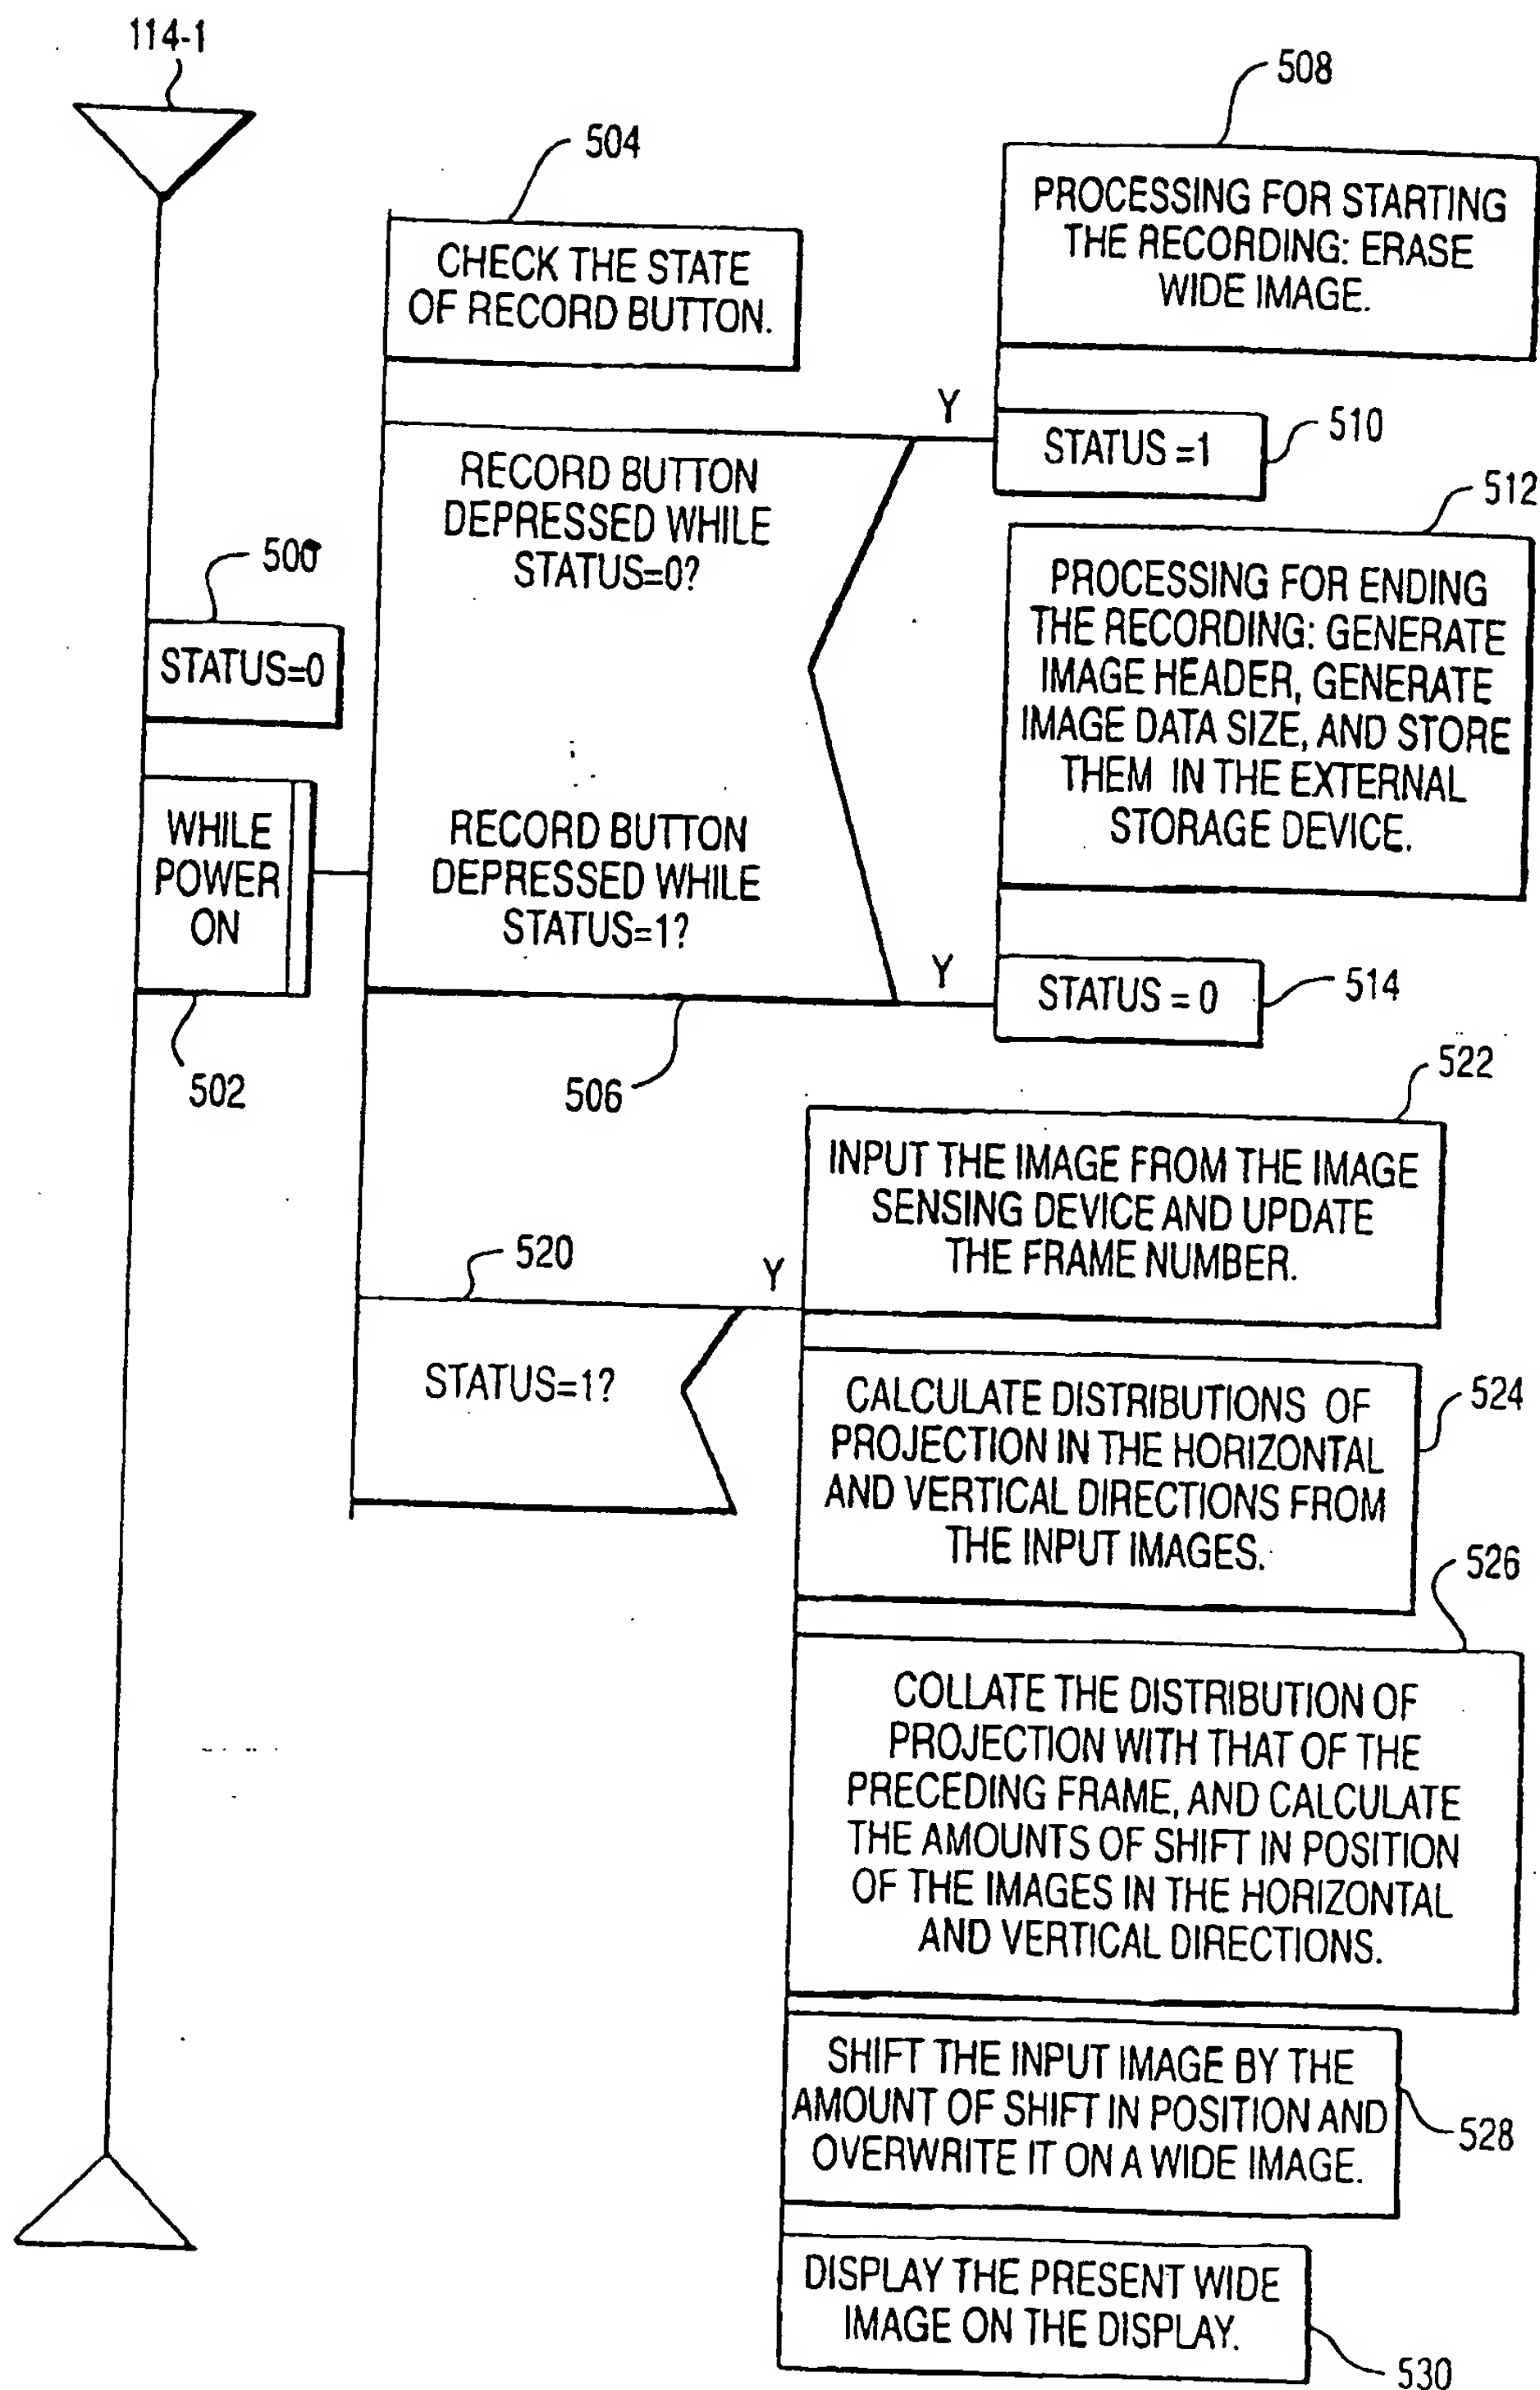 114-1
508
504
PROCESSING FOR STARTING
THE RECORDING: ERASE
WIDE IMAGE.
CHECK THE STATE
OF RECORD BUTTON.
Y
STATUS =1
510
RECORD BUTTON
DEPRESSED WHILE
STATUS=0?
512
500
STATUS=0
PROCESSING FOR ENDING
THE RECORDING: GENERATE
IMAGE HEADER, GENERATE
IMAGE DATA SIZE, AND STORE
THEM IN THE EXTERNAL
STORAGE DEVICE.
WHILE
POWER
ON
502
RECORD BUTTON
DEPRESSED WHILE
STATUS=1?
Y
STATUS = 0
514
506
522
INPUT THE IMAGE FROM THE IMAGE
SENSING DEVICE AND UPDATE
THE FRAME NUMBER.
520
Y
STATUS=1?
524
CALCULATE DISTRIBUTIONS OF
PROJECTION IN THE HORIZONTAL
AND VERTICAL DIRECTIONS FROM
THE INPUT IMAGES.
526
COLLATE THE DISTRIBUTION OF
PROJECTION WITH THAT OF THE
PRECEDING FRAME, AND CALCULATE
THE AMOUNTS OF SHIFT IN POSITION
OF THE IMAGES IN THE HORIZONTAL
AND VERTICAL DIRECTIONS.
SHIFT THE INPUT IMAGE BY THE
AMOUNT OF SHIFT IN POSITION AND
OVERWRITE IT ON A WIDE IMAGE.
528
DISPLAY THE PRESENT WIDE
IMAGE ON THE DISPLAY.
530